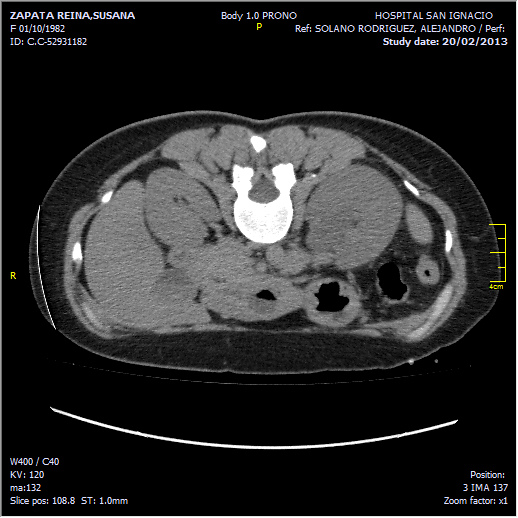 ZAPATA REINA,SUSANA
F 01/10/1982
ID: C.C-52931182
Body 1.0 PRONO
P
HOSPITAL SAN IGNACIO
Ref: SOLANO RODRIGUEZ, ALEJANDRO / Perf:
Study date: 20/02/2013
R
4cm
W400 / C40
KV: 120
ma:132
Slice pos: 108.8 ST: 1.0mm
Position:
3 IMA 137
Zoom factor: x1